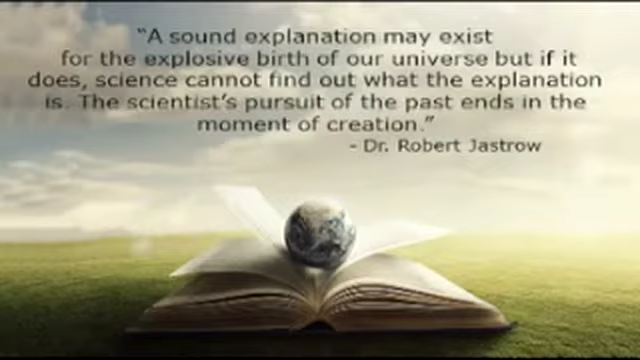 “A sound explanation may exist
for the explosive birth of our universe but if it
does, science cannot find out what the explanation
is. The scientist’s pursuit of the past ends in the
moment of creation.”
- Dr. Robert Jastrow